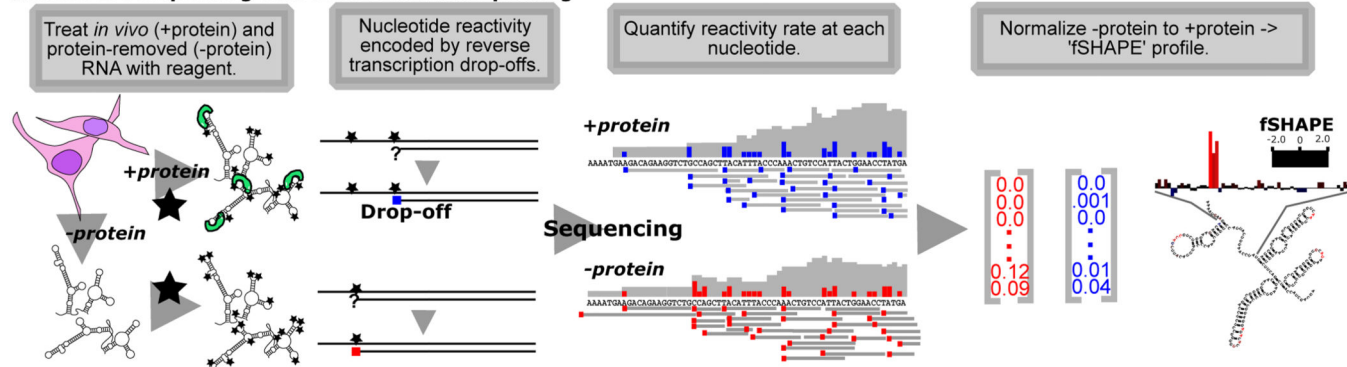 Treat in vivo (+protein) and
protein-removed (-protein)
RNA with reagent.
Nucleotide reactivity
encoded by reverse
transcription drop-offs.
Quantify reactivity rate at each
nucleotide.
Normalize -protein to +protein ->
'fSHAPE' profile.
+protein
-protein
?
Drop-off
?
Sequencing
+protein
AAAATGAAGACAGAAGGTCTGCCAGCTTACATTTACCCAAACTGTCCATTACTGGAACCTATGA
-protein
AAAATGAAGACAGAAGGTCTGCCAGCTTACATTTACCCAAACTGTCCATTACTGGAACCTATGA
0.0
0.0
0.0
0.12
0.09
0.0
.001
0.0
0.01
0.04
fSHAPE
-2.0 0 2.0